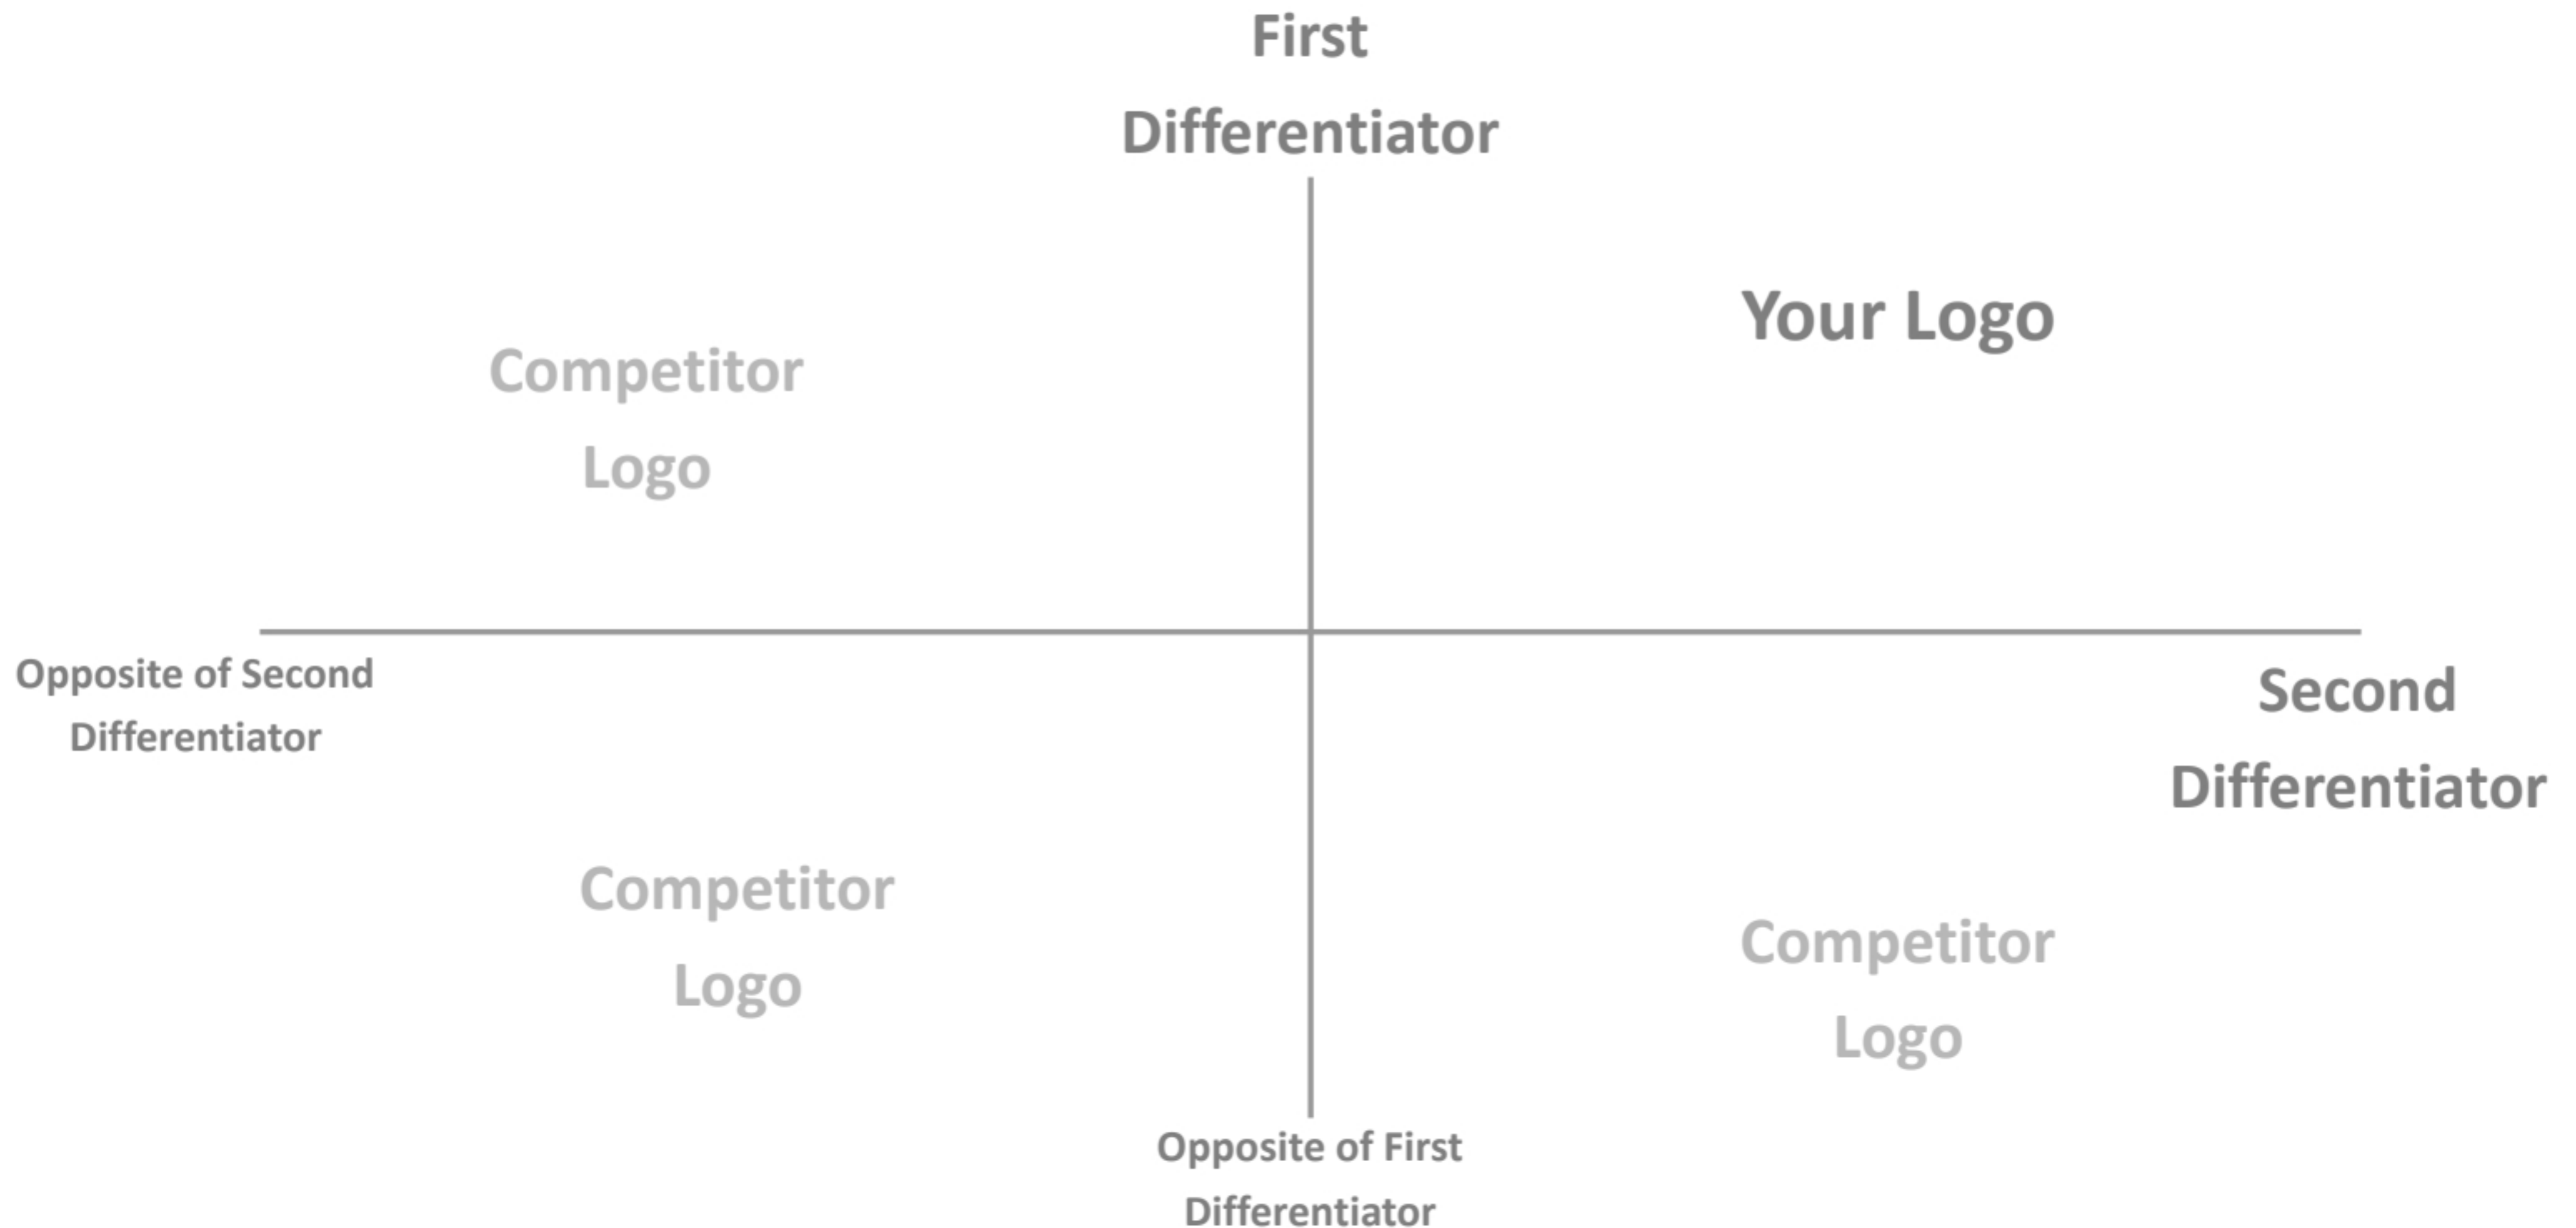 First
Differentiator
Your Logo
Competitor
Logo
Opposite of Second
Differentiator
Second
Differentiator
Competitor
Logo
Competitor
Logo
Opposite of First
Differentiator